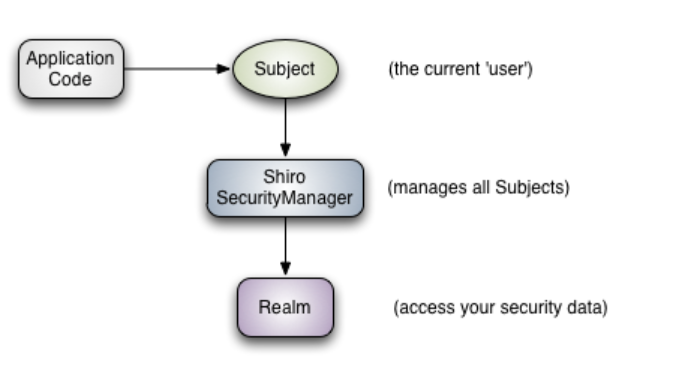 Application
Code
Subject
(the current 'user')
Shiro
SecurityManager
(manages all Subjects)
Realm
(access your security data)